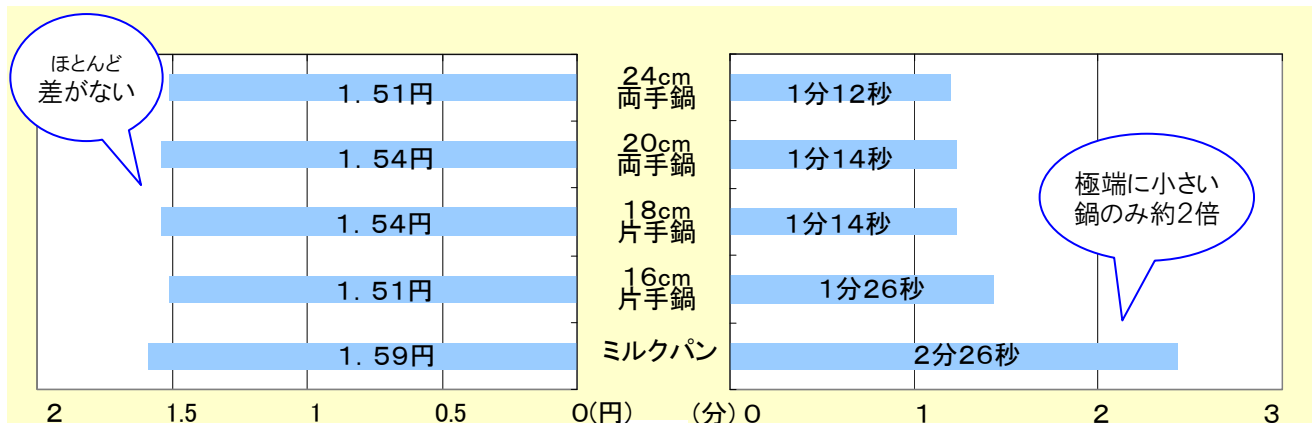 ほとんど
差がない
1．51円
24cm
両手鍋
1分12秒
1．54円
20cm
両手鍋
1分14秒
極端に小さい
鍋のみ約2倍
1．54円
18cm
片手鍋
1分14秒
1．51円
16cm
片手鍋
1分26秒
1．59円
ミルクパン
2分26秒
2 1.5 1 0.5 0(円) (分) 0 1 2 3